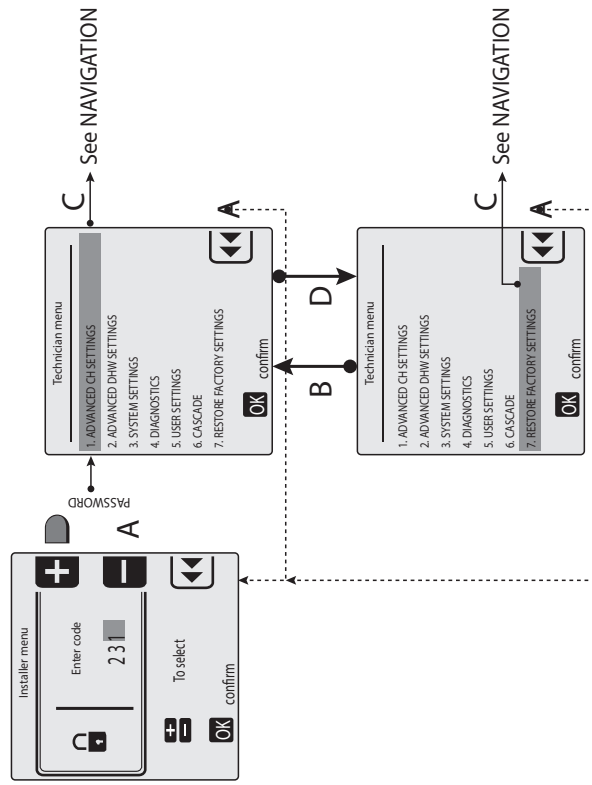 Installer menu
Enter code
2 3 1
+
−
To select
+
−
OK confirm
A
PASSWORD
Technician menu
1. ADVANCED CH SETTINGS
2. ADVANCED DHW SETTINGS
3. SYSTEM SETTINGS
4. DIAGNOSTICS
5. USER SETTINGS
6. CASCADE
7. RESTORE FACTORY SETTINGS
OK confirm
C See NAVIGATION
A
B
D
Technician menu
1. ADVANCED CH SETTINGS
2. ADVANCED DHW SETTINGS
3. SYSTEM SETTINGS
4. DIAGNOSTICS
5. USER SETTINGS
6. CASCADE
7. RESTORE FACTORY SETTINGS
OK confirm
C See NAVIGATION
A